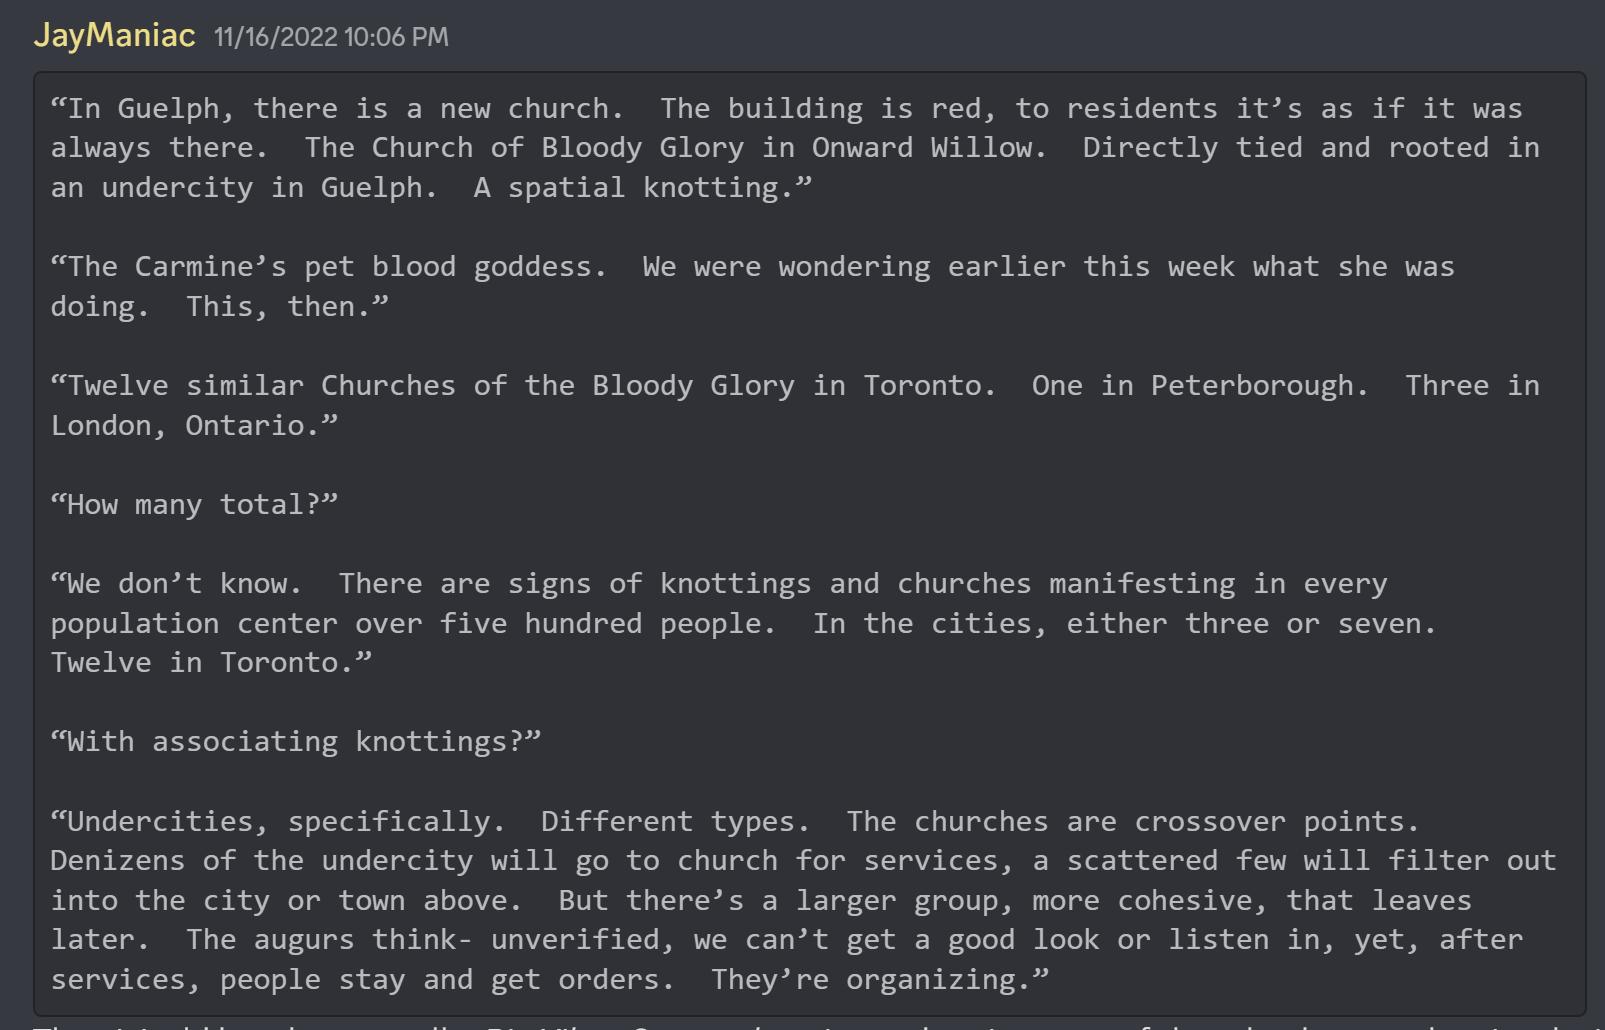 JayManiac 11/16/2022 10:06 PM
“In Guelph, there is a new church.  The building is red, to residents it’s as if it was
always there.  The Church of Bloody Glory in Onward Willow.  Directly tied and rooted in
an undercity in Guelph.  A spatial knotting.”
“The Carmine’s pet blood goddess.  We were wondering earlier this week what she was
doing.  This, then.”
“Twelve similar Churches of the Bloody Glory in Toronto.  One in Peterborough.  Three in
London, Ontario.”
“How many total?”
“We don’t know.  There are signs of knottings and churches manifesting in every
population center over five hundred people.  In the cities, either three or seven.
Twelve in Toronto.”
“With associating knottings?”
“Undercities, specifically.  Different types.  The churches are crossover points.
Denizens of the undercity will go to church for services, a scattered few will filter out
into the city or town above.  But there’s a larger group, more cohesive, that leaves
later.  The augurs think- unverified, we can’t get a good look or listen in, yet, after
services, people stay and get orders.  They’re organizing.”